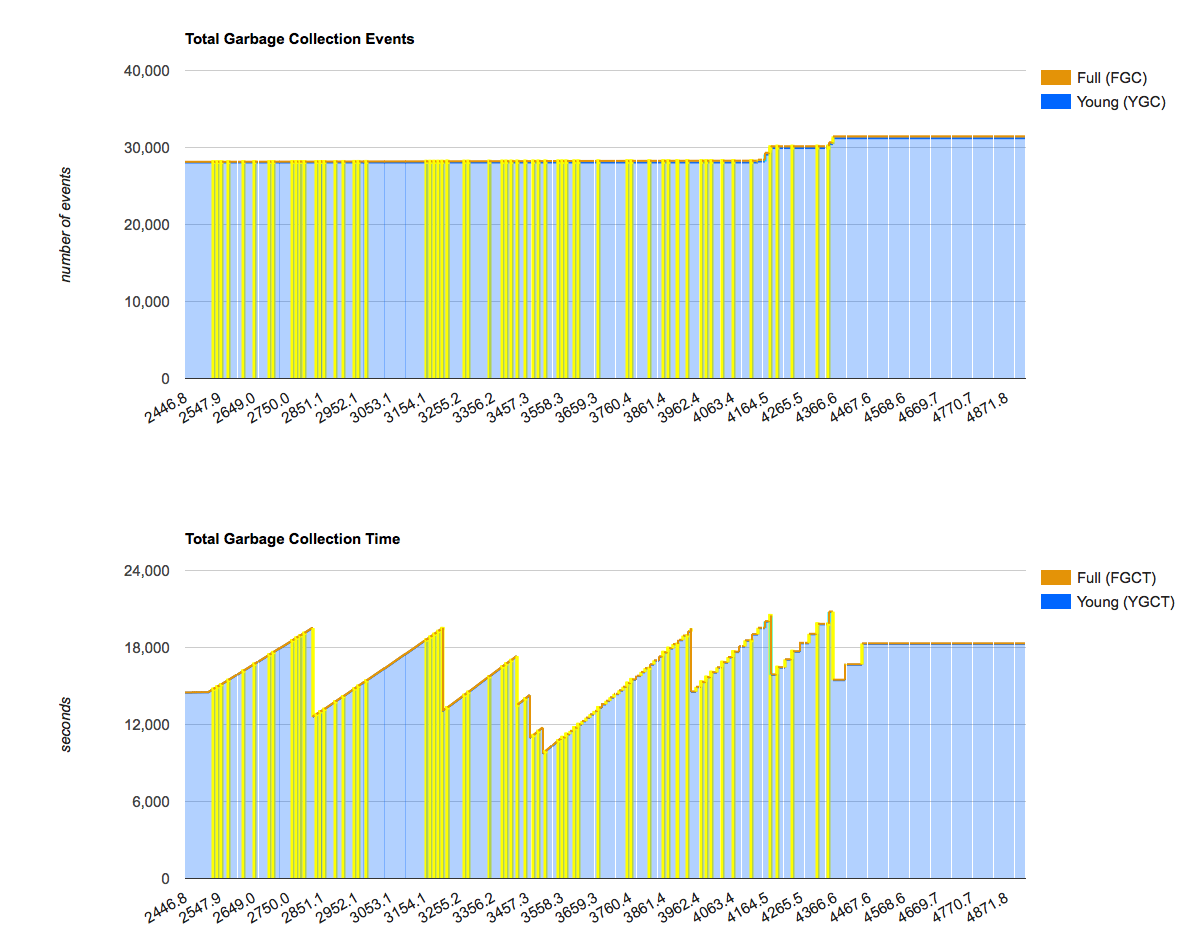 Total Garbage Collection Events
40,000
30,000
20,000
10,000
0
number of events
Full (FGC)
Young (YGC)
2446.8 2547.9 2649.0 2750.0 2851.1 2952.1 3053.1 3154.1 3255.2 3356.2 3457.3 3558.3 3659.3 3760.4 3861.4 3962.4 4063.4 4164.5 4265.5 4366.6 4467.6 4568.6 4669.7 4770.7 4871.8
Total Garbage Collection Time
24,000
18,000
12,000
6,000
0
seconds
Full (FGCT)
Young (YGCT)
2446.8 2547.9 2649.0 2750.0 2851.1 2952.1 3053.1 3154.1 3255.2 3356.2 3457.3 3558.3 3659.3 3760.4 3861.4 3962.4 4063.4 4164.5 4265.5 4366.6 4467.6 4568.6 4669.7 4770.7 4871.8